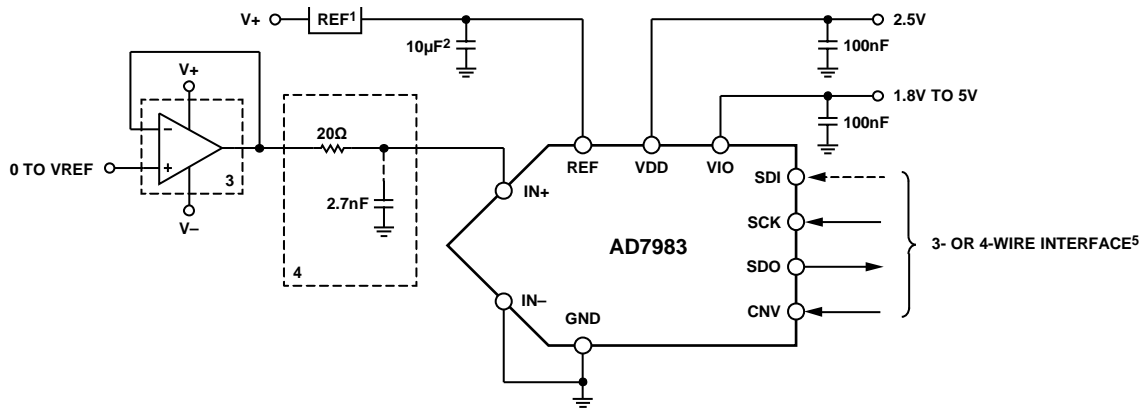 V+
REF1
10µF2
2.5V
100nF
1.8V TO 5V
100nF
V+
−
+
3
0 TO VREF
V−
20Ω
2.7nF
4
REF
VDD
VIO
IN+
IN−
GND
AD7983
SDI
SCK
SDO
CNV
3- OR 4-WIRE INTERFACE5